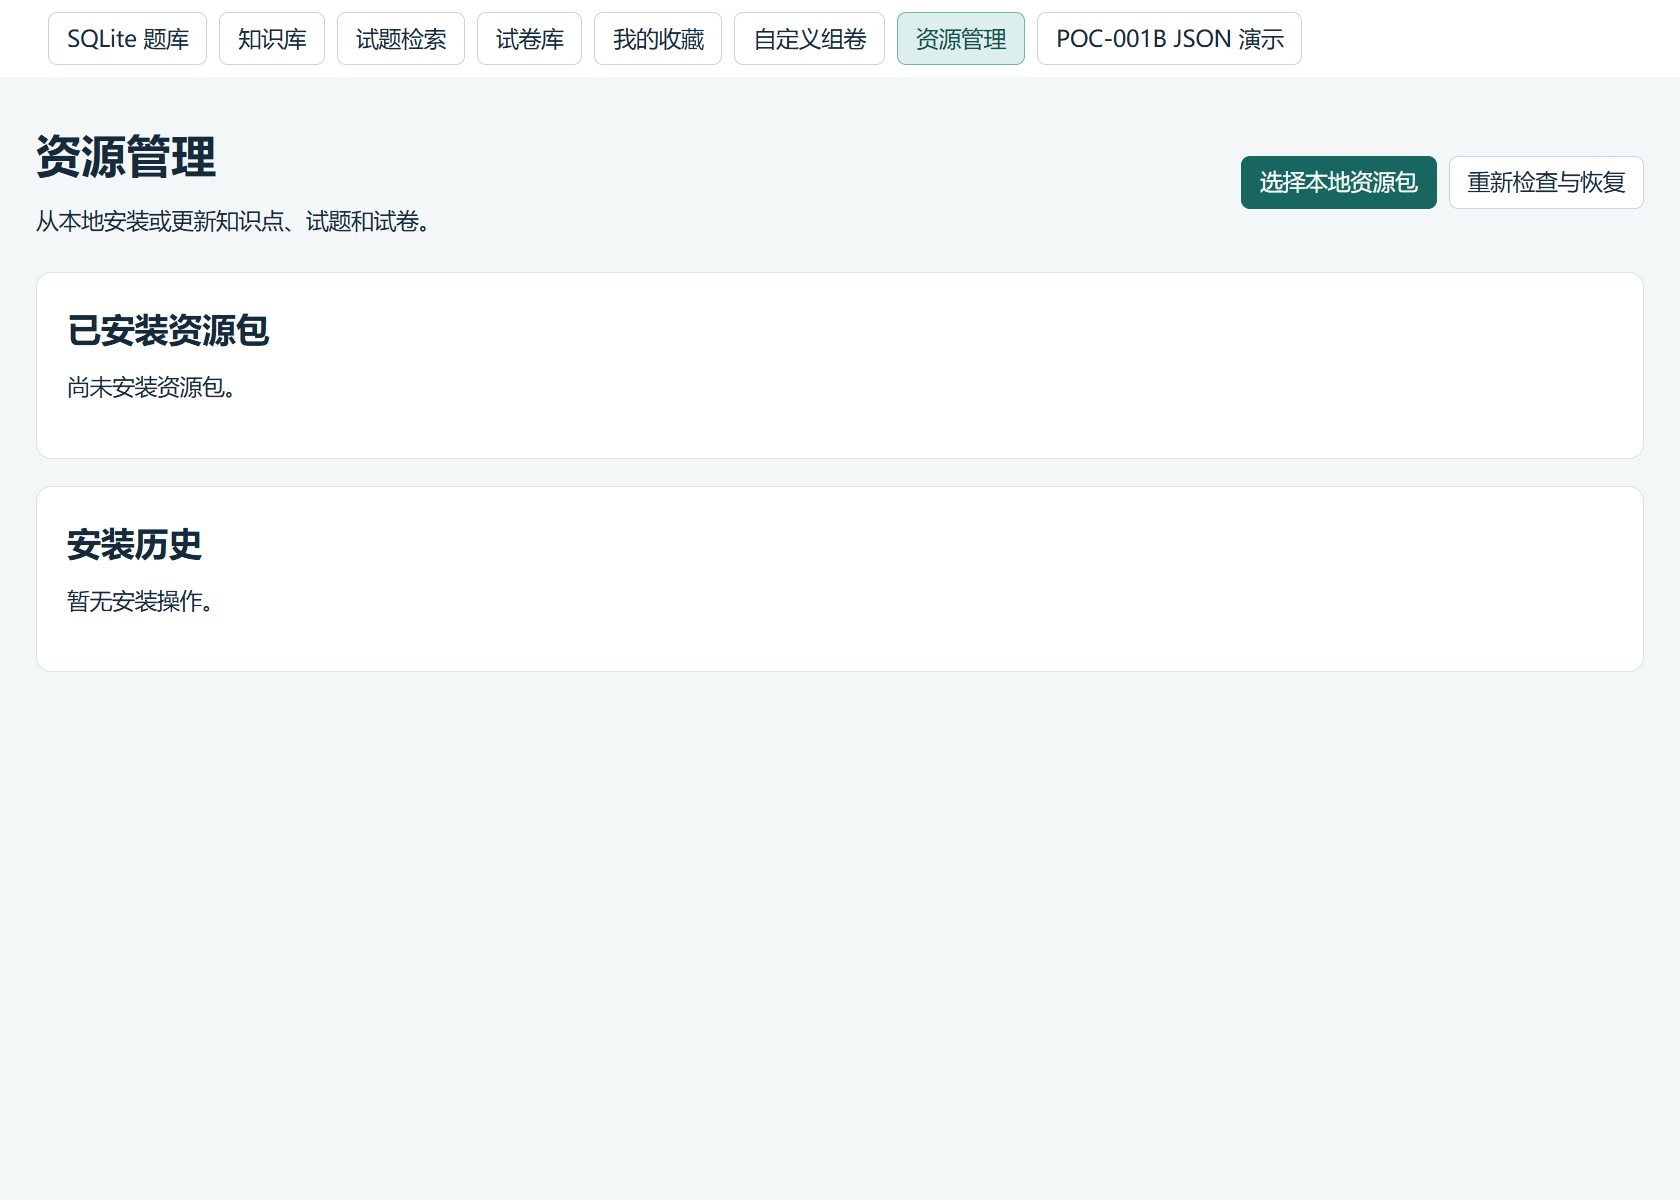 SQLite 题库 知识库 试题检索 试卷库 我的收藏 自定义组卷 资源管理 POC-001B JSON 演示
资源管理
从本地安装或更新知识点、试题和试卷。
选择本地资源包 重新检查与恢复
已安装资源包
尚未安装资源包。
安装历史
暂无安装操作。